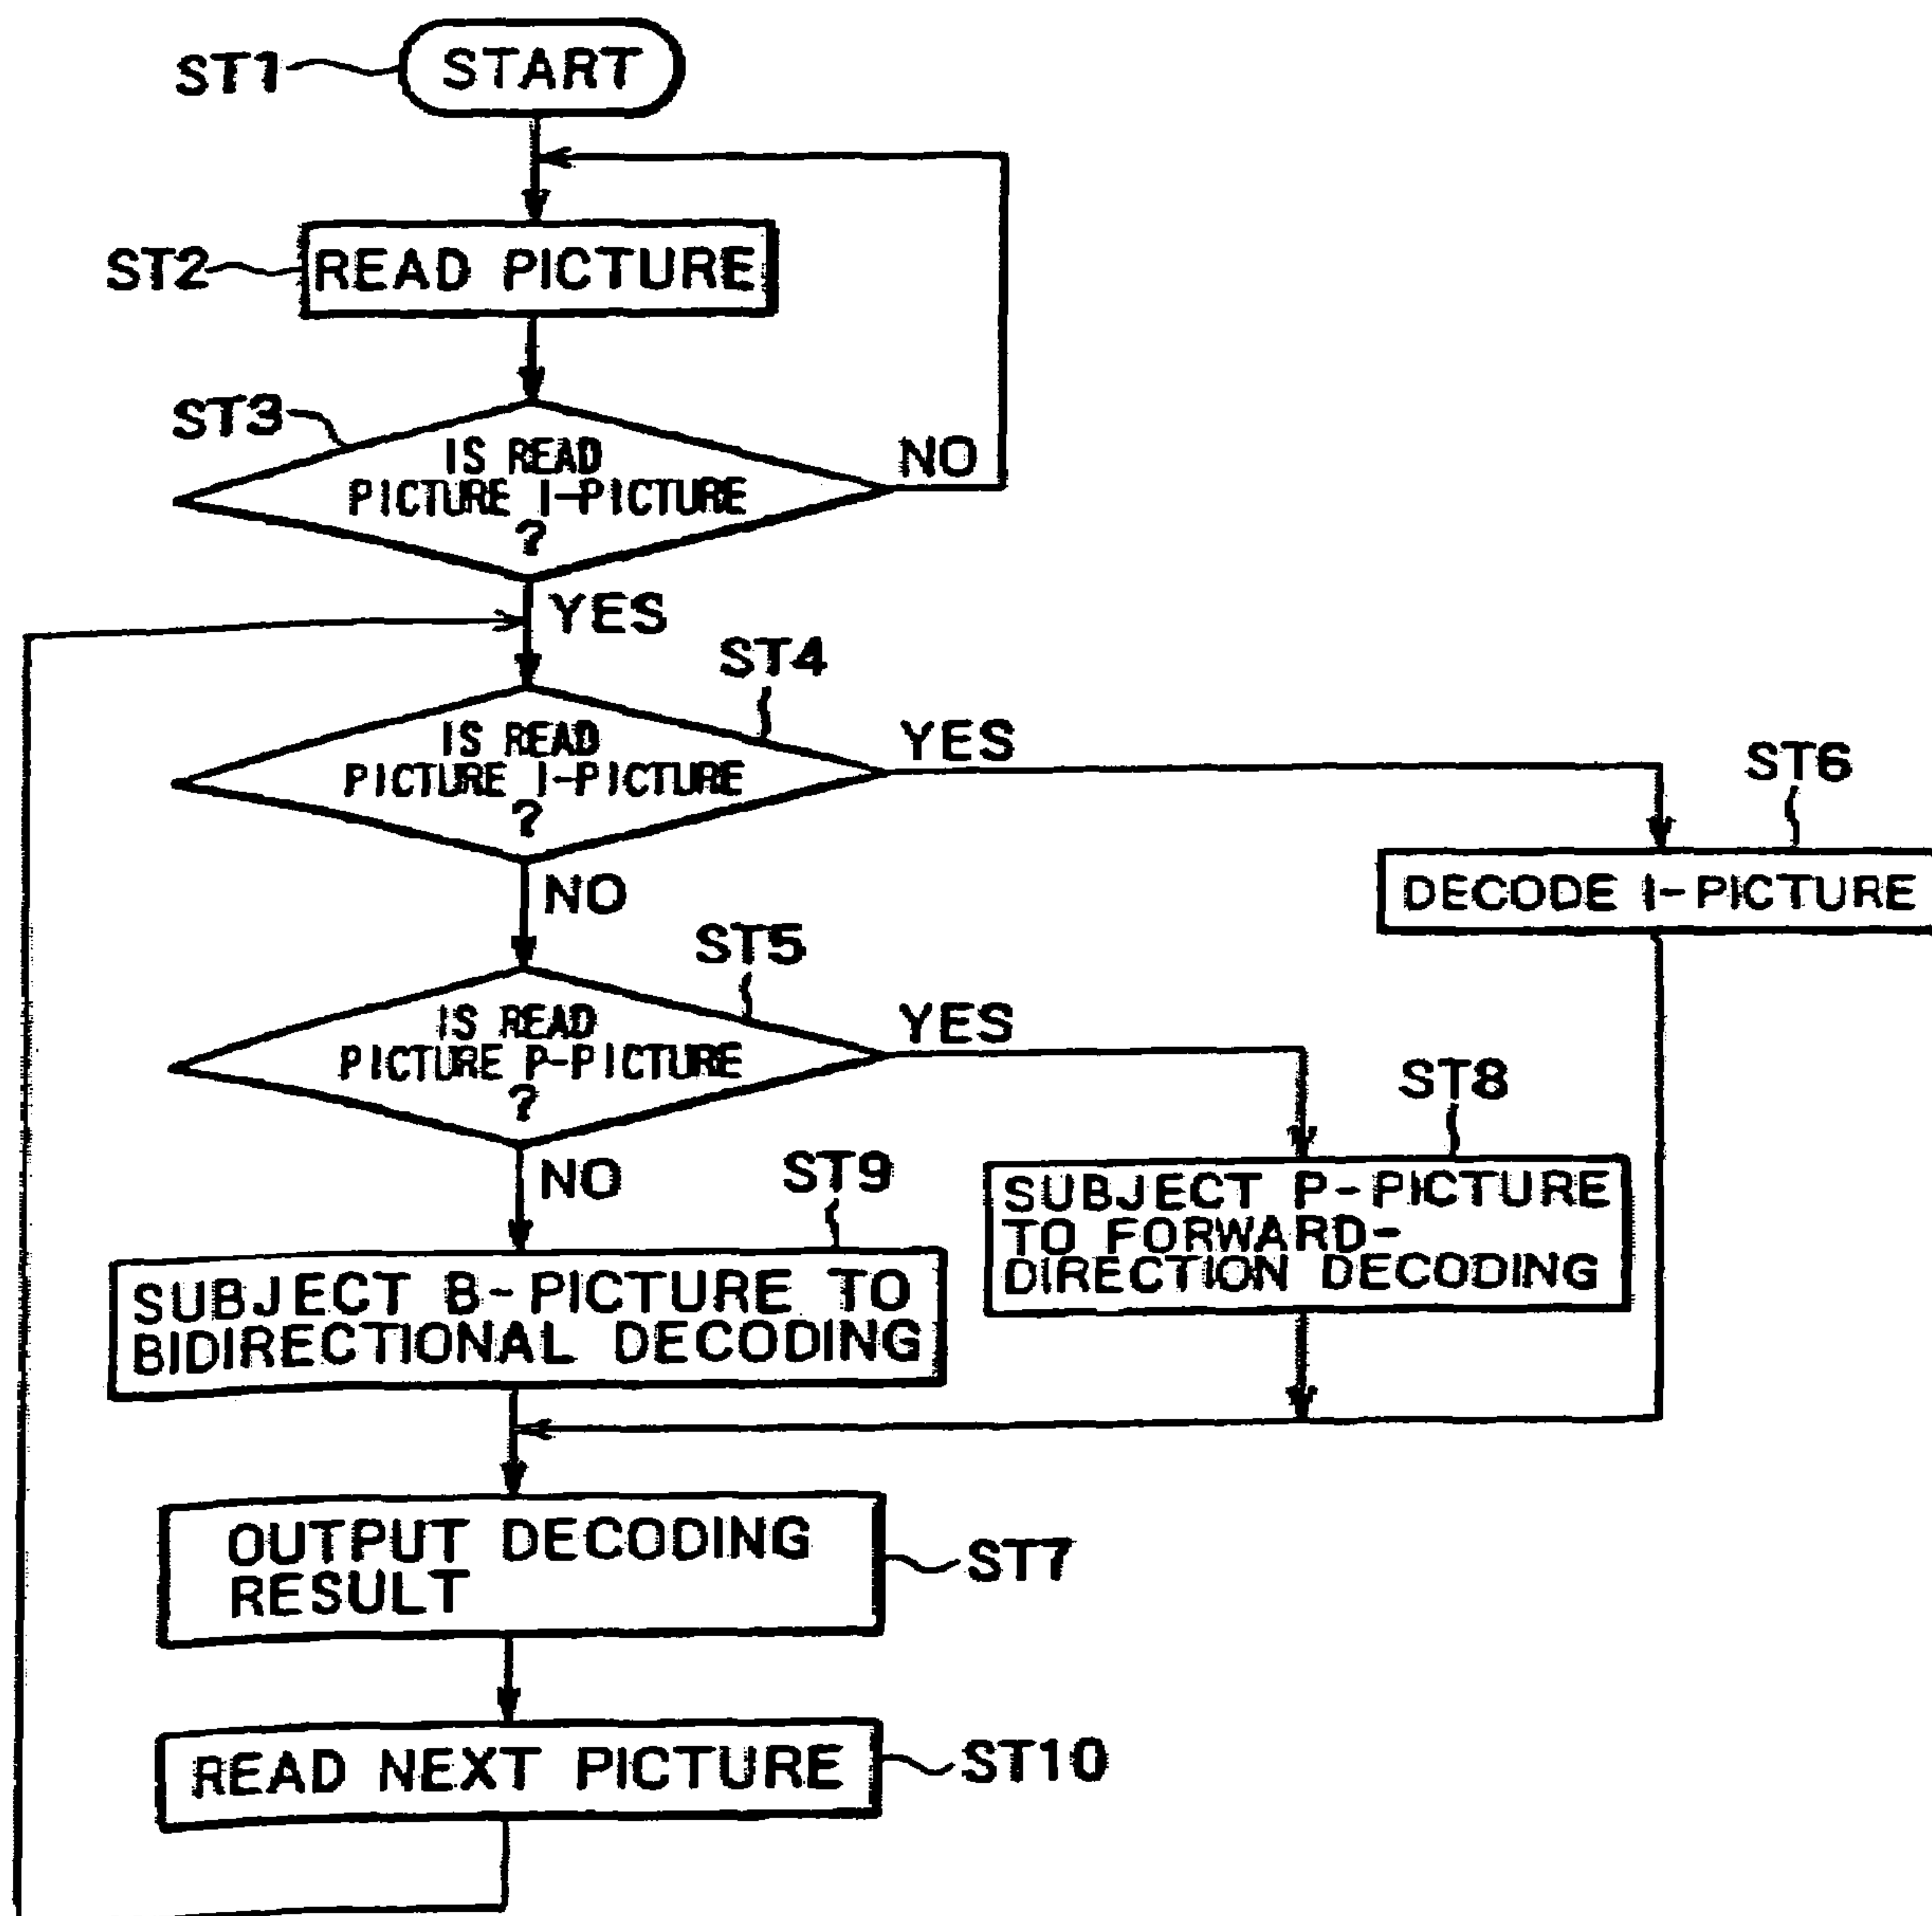 ST1
START
ST2
READ PICTURE
ST3
IS READ
PICTURE I-PICTURE
?
NO
YES
ST4
IS READ
PICTURE I-PICTURE
?
YES
ST6
DECODE I-PICTURE
NO
ST5
IS READ
PICTURE P-PICTURE
?
YES
ST8
SUBJECT P-PICTURE
TO FORWARD-
DIRECTION DECODING
NO
ST9
SUBJECT B-PICTURE TO
BIDIRECTIONAL DECODING
OUTPUT DECODING
RESULT
ST7
READ NEXT PICTURE
ST10